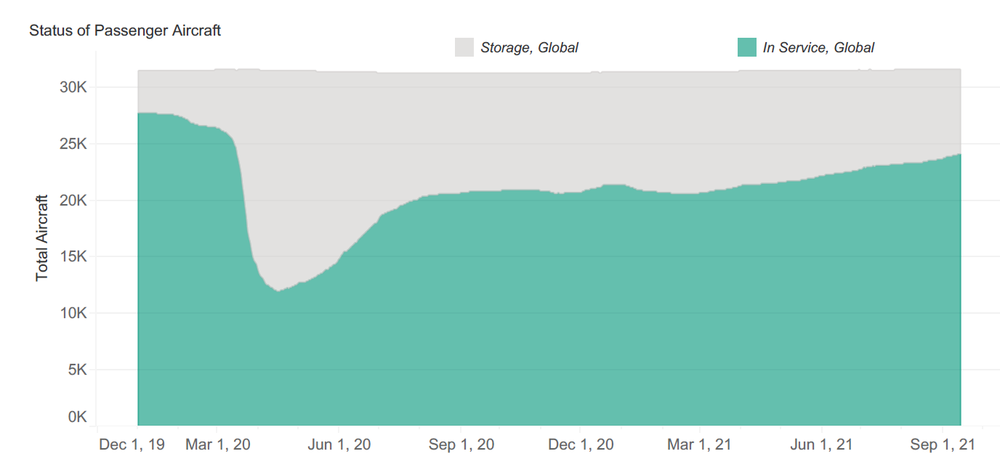 Status of Passenger Aircraft
Storage, Global
In Service, Global
Total Aircraft
30K
25K
20K
15K
10K
5K
0K
Dec 1, 19
Mar 1, 20
Jun 1, 20
Sep 1, 20
Dec 1, 20
Mar 1, 21
Jun 1, 21
Sep 1, 21